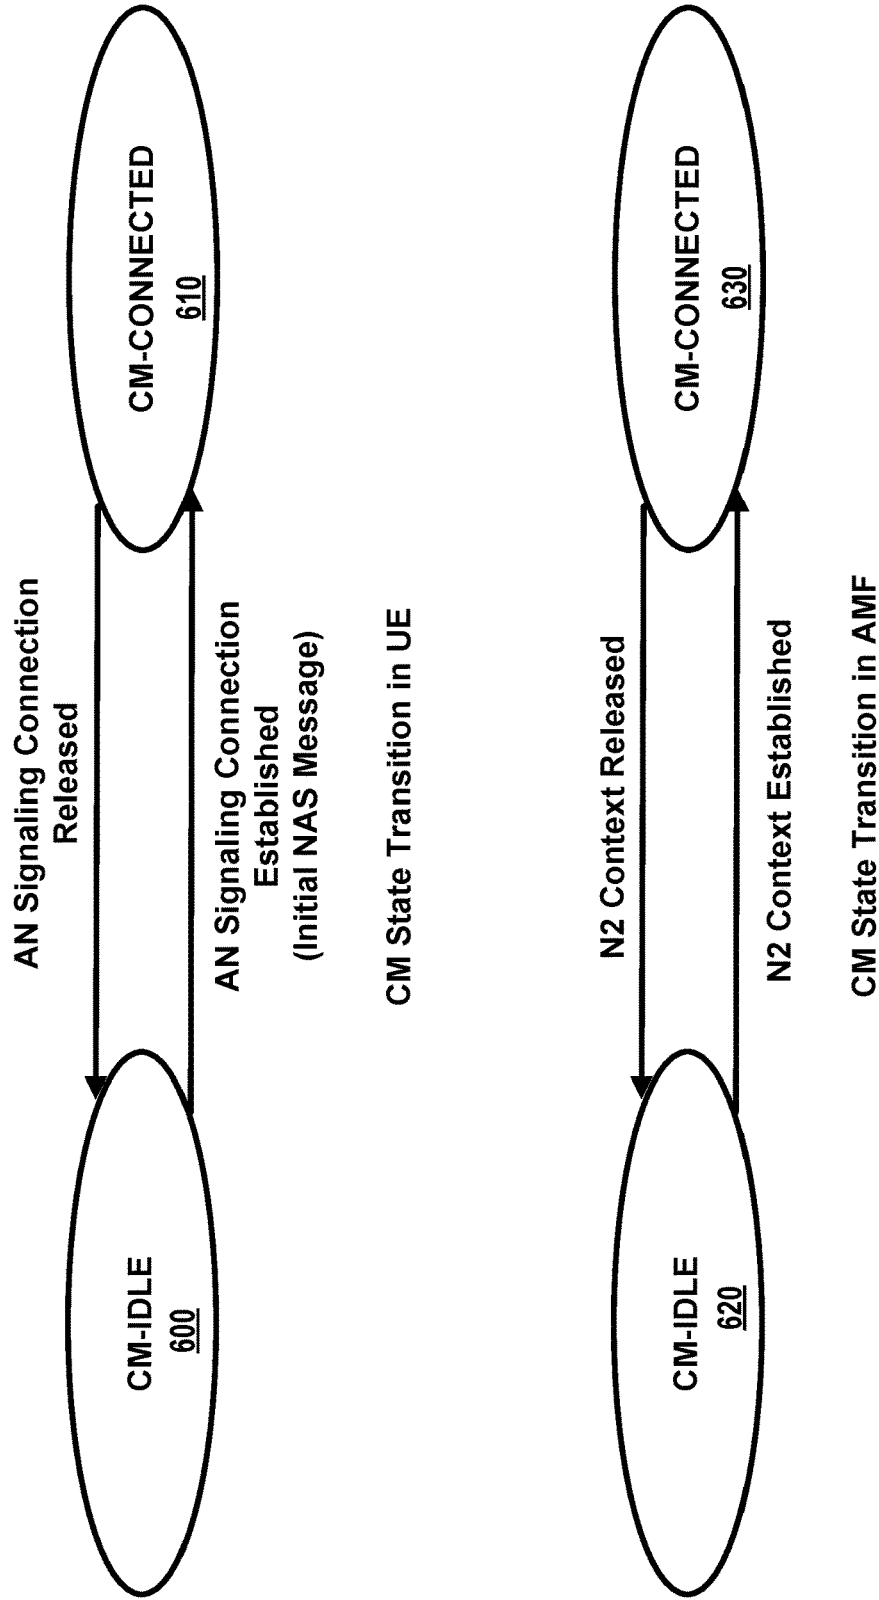 AN Signaling Connection
Released
CM-IDLE
600
CM-CONNECTED
610
AN Signaling Connection
Established
(Initial NAS Message)
CM State Transition in UE
N2 Context Released
CM-IDLE
620
CM-CONNECTED
630
N2 Context Established
CM State Transition in AMF